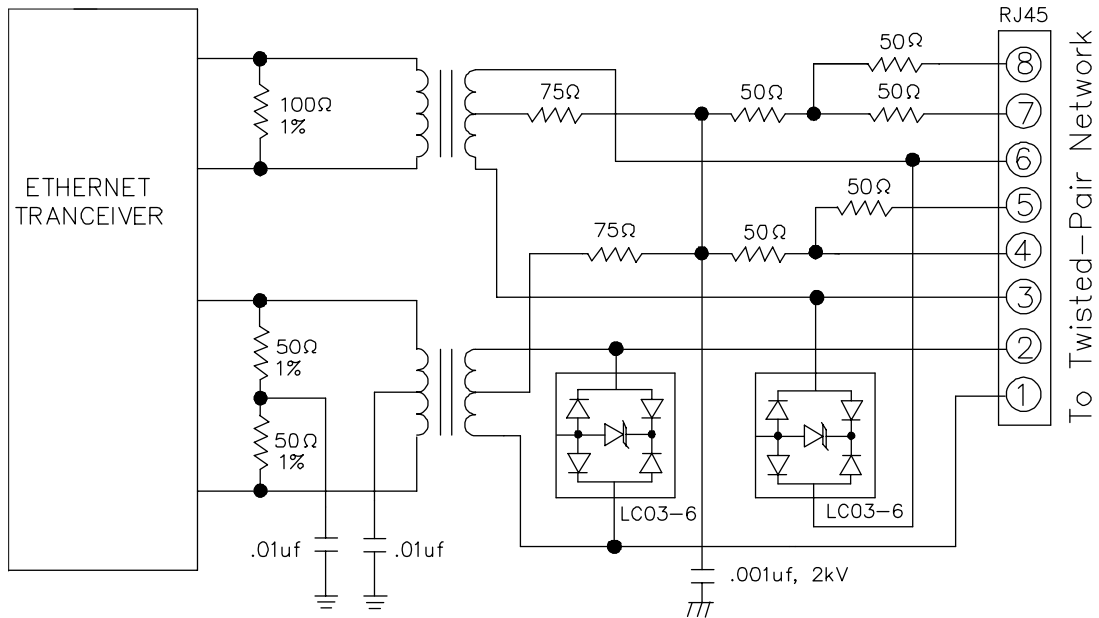 RJ45
50Ω
8
100Ω
1%
75Ω
50Ω
50Ω
7
6
ETHERNET
TRANCEIVER
50Ω
5
75Ω
50Ω
4
3
50Ω
1%
2
1
50Ω
1%
LC03-6
LC03-6
.01uf
.01uf
.001uf, 2kV
To Twisted-Pair Network